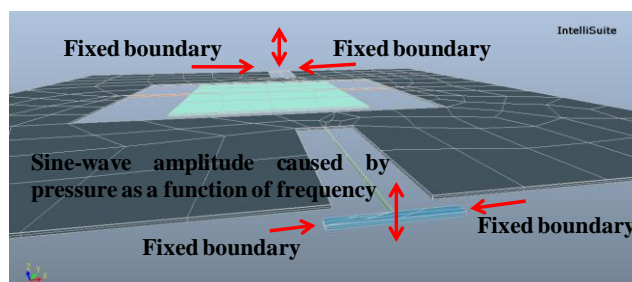 IntelliSuite
Fixed boundary
Fixed boundary
Sine-wave amplitude caused by
pressure as a function of frequency
Fixed boundary
Fixed boundary